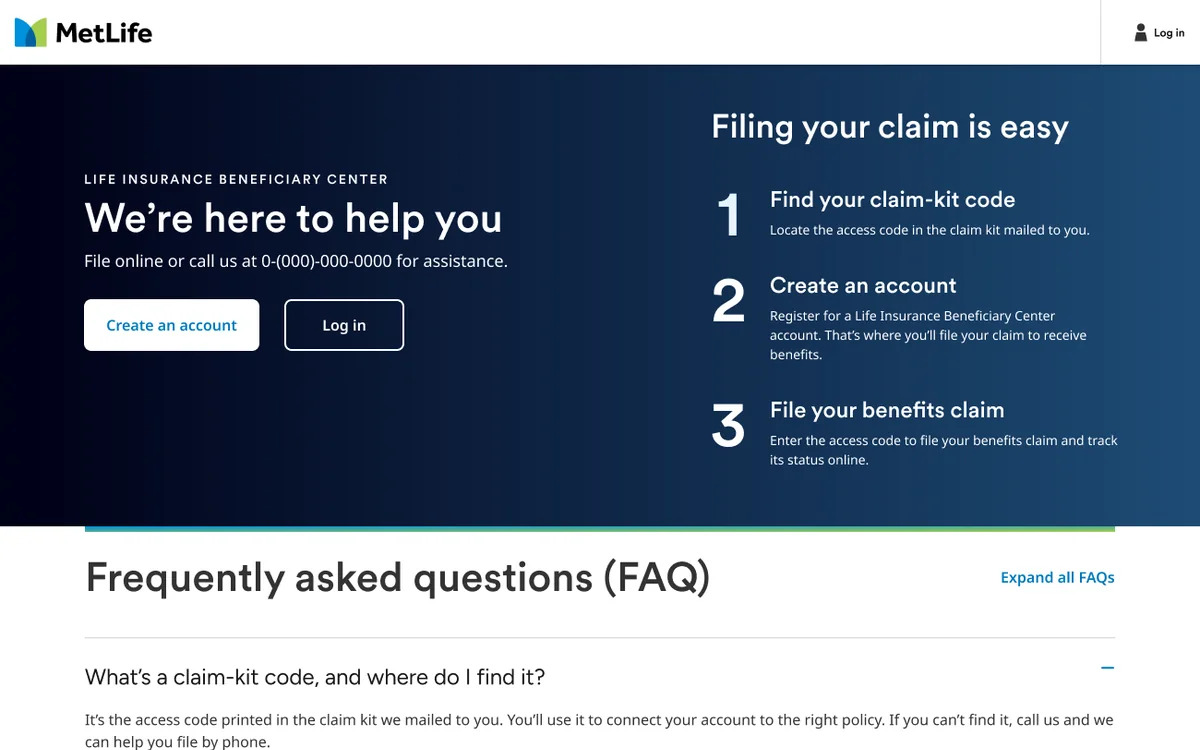 MetLife
Log in
LIFE INSURANCE BENEFICIARY CENTER
We’re here to help you
File online or call us at 0-(000)-000-0000 for assistance.
Create an account
Log in
Filing your claim is easy
1
Find your claim-kit code
Locate the access code in the claim kit mailed to you.
2
Create an account
Register for a Life Insurance Beneficiary Center
account. That’s where you’ll file your claim to receive
benefits.
3
File your benefits claim
Enter the access code to file your benefits claim and track
its status online.
Frequently asked questions (FAQ)
Expand all FAQs
What’s a claim-kit code, and where do I find it?
It’s the access code printed in the claim kit we mailed to you. You’ll use it to connect your account to the right policy. If you can’t find it, call us and we
can help you file by phone.